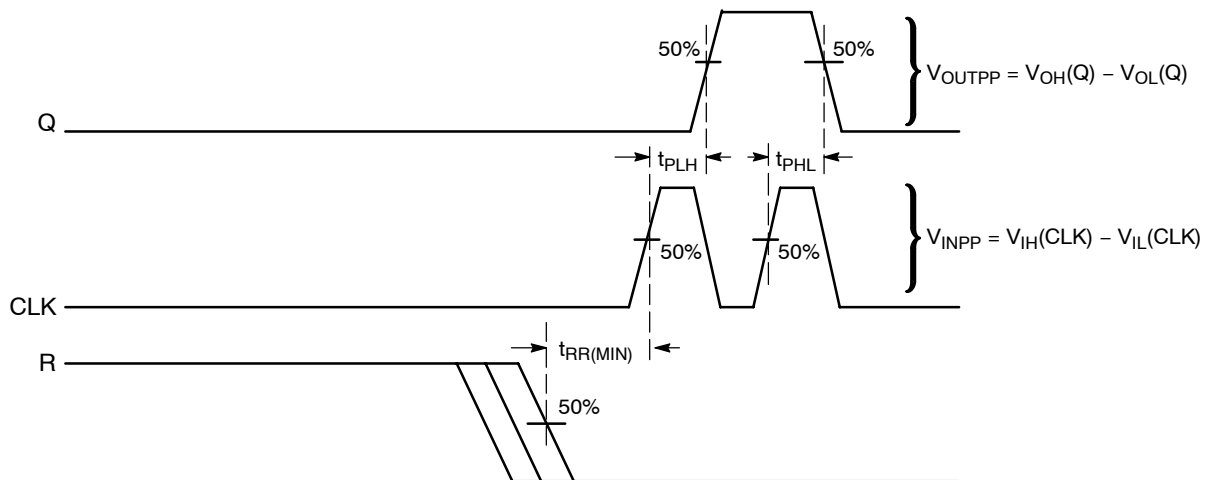 50%
50%
V_OUTPP = V_OH(Q) − V_OL(Q)
Q
t_PLH
t_PHL
50%
50%
V_INPP = V_IH(CLK) − V_IL(CLK)
CLK
R
t_RR(MIN)
50%